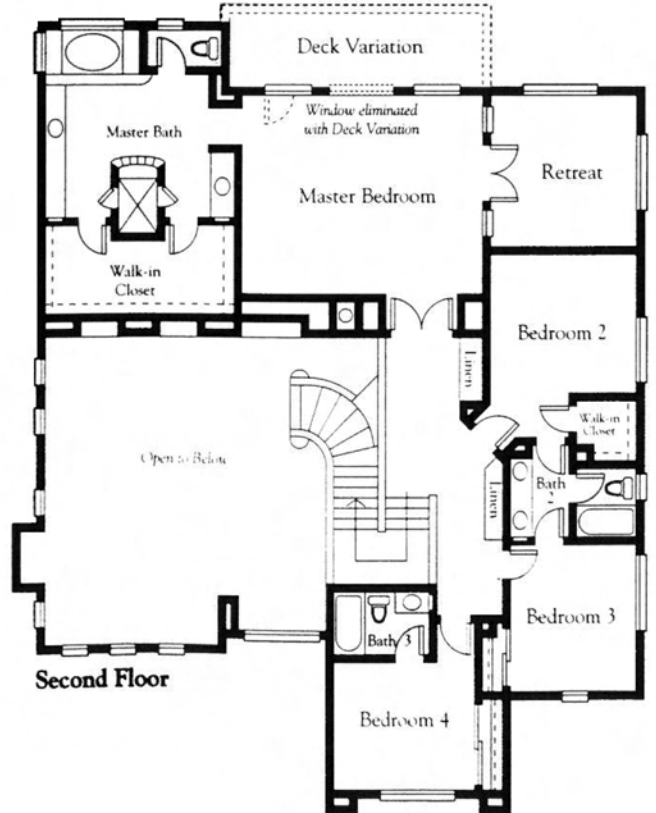 Deck Variation
Window eliminated
with Deck Variation
Master Bath
Master Bedroom
Retreat
Walk-in
Closet
Bedroom 2
Linen
Walk-in
Closet
Open to Below
Bath
2
Linen
Bedroom 3
Bath 3
Second Floor
Bedroom 4